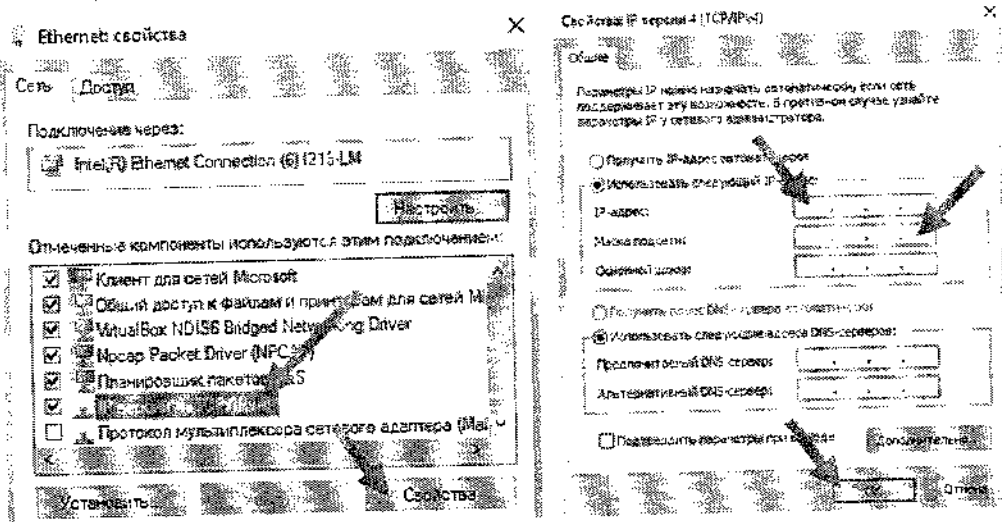 Ethernet: свойства
Сеть Доступ
Подключение через:
Intel(R) Ethernet Connection (6) I219-LM
Настроить...
Отмеченные компоненты используются этим подключением:
Клиент для сетей Microsoft
Общий доступ к файлам и принтерам для сетей Mi
VirtualBox NDIS6 Bridged Networking Driver
Npcap Packet Driver (NPCAP)
Планировщик пакетов QoS
Протокол мультиплексора сетевого адаптера (Май
Установить...
Свойства
Свойства: IP версии 4 (TCP/IPv4)
Общие
Параметры IP можно назначать автоматически, если сеть
поддерживает эту возможность. В противном случае узнайте
параметры IP у сетевого администратора.
Получить IP-адрес автоматически
Использовать следующий IP-адрес:
IP-адрес:
Маска подсети:
Основной шлюз:
Получить адрес DNS-сервера автоматически
Использовать следующие адреса DNS-серверов:
Предпочитаемый DNS-сервер:
Альтернативный DNS-сервер:
Подтвердить параметры при выходе
Дополнительно...
ОК
Отмена